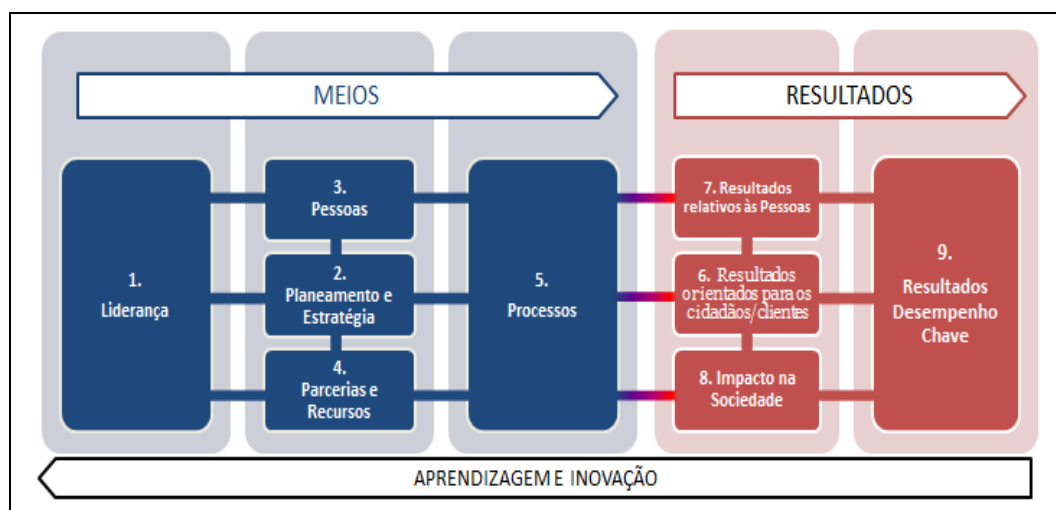 MEIOS
RESULTADOS
1.
Liderança
3.
Pessoas
2.
Planeamento e
Estratégia
4.
Parcerias e
Recursos
5.
Processos
7. Resultados
relativos às Pessoas
6. Resultados
orientados para os
cidadãos/clientes
8. Impacto na
Sociedade
9.
Resultados
Desempenho
Chave
APRENDIZAGEM E INOVAÇÃO